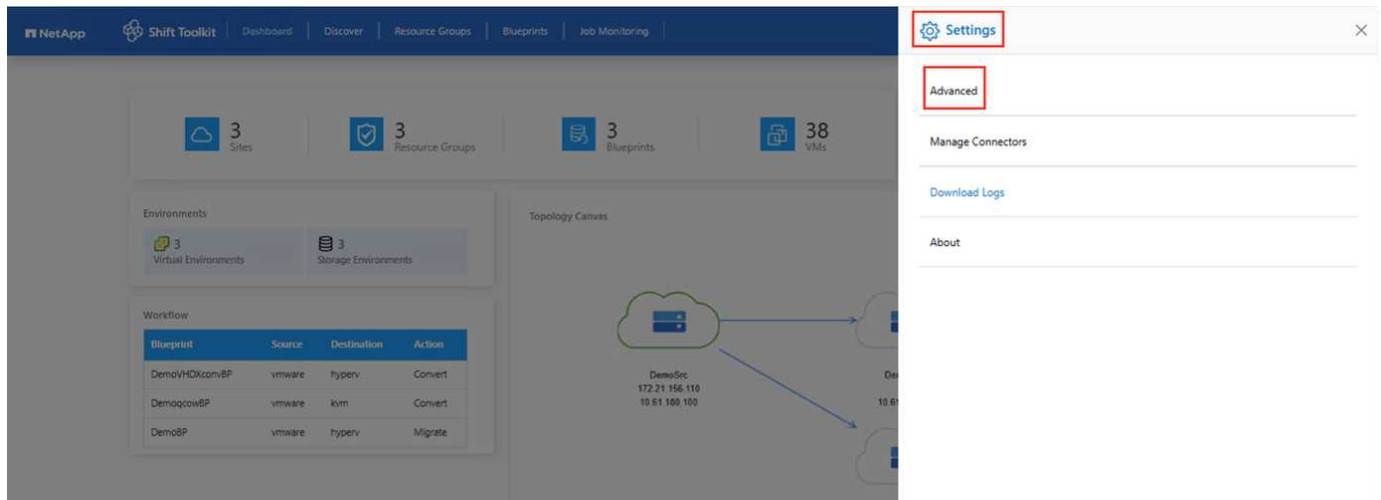 NetApp
Shift Toolkit
Dashboard
Discover
Resource Groups
Blueprints
Job Monitoring
Settings
Advanced
Manage Connectors
Download Logs
About
3
Sites
3
Resource Groups
3
Blueprints
38
VMs
Environments
3
Virtual Environments
3
Storage Environments
Workflow
Blueprint Source Destination Action
DemoVHDXconvBP vmware hyperv Convert
DemoqcowBP vmware kvm Convert
DemoBP vmware hyperv Migrate
Topology Canvas
DemoSrc
172.21.156.110
10.61.180.100